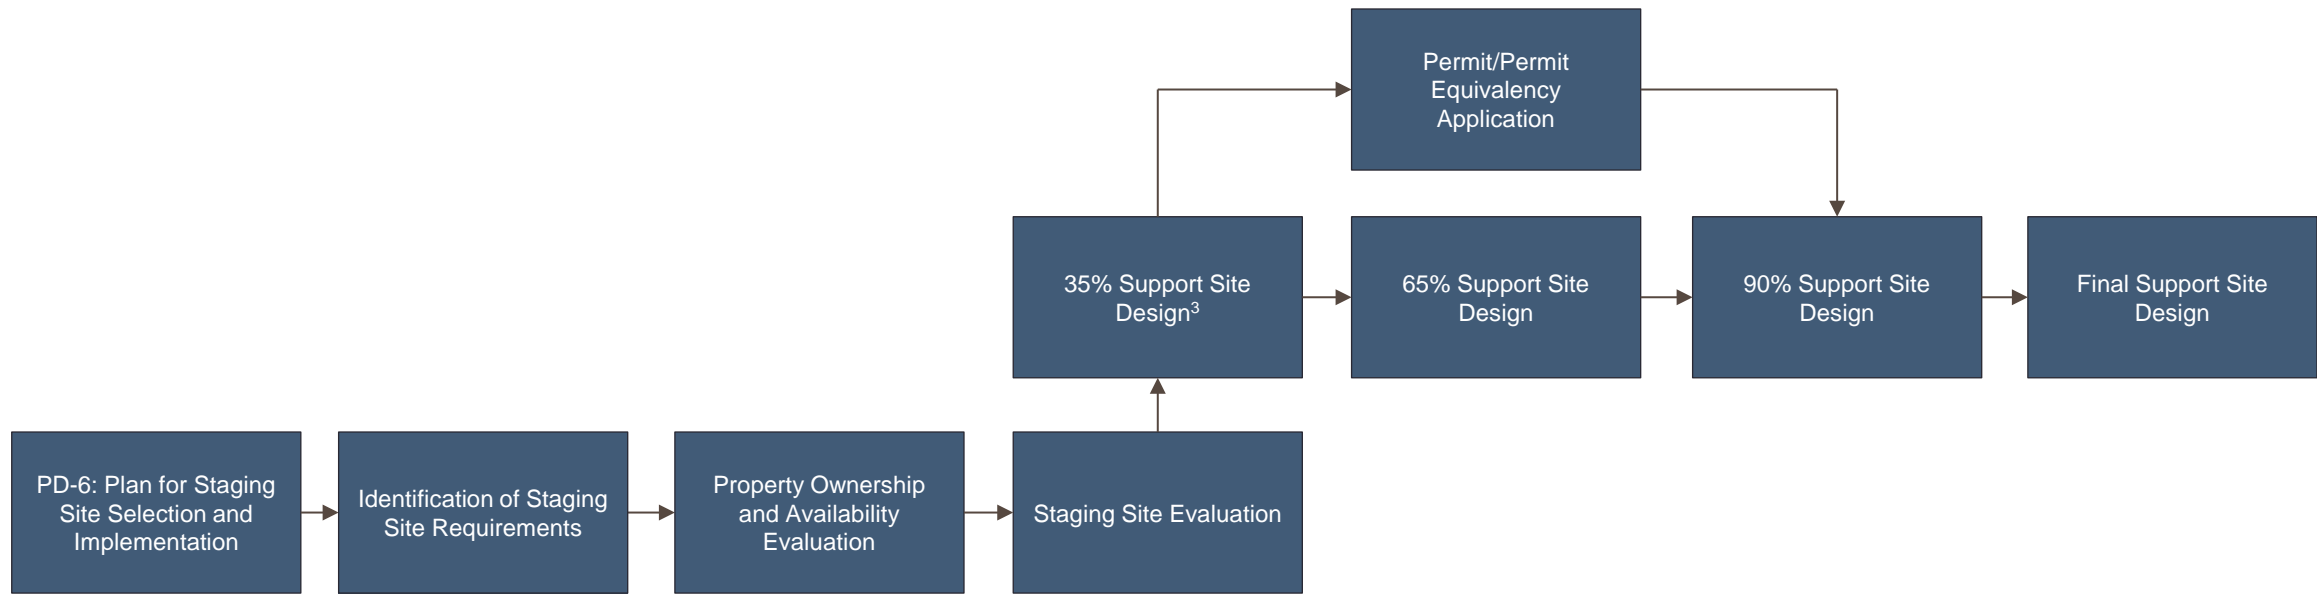 Permit/Permit
Equivalency
Application
35% Support Site
Design³
65% Support Site
Design
90% Support Site
Design
Final Support Site
Design
PD-6: Plan for Staging
Site Selection and
Implementation
Identification of Staging
Site Requirements
Property Ownership
and Availability
Evaluation
Staging Site Evaluation